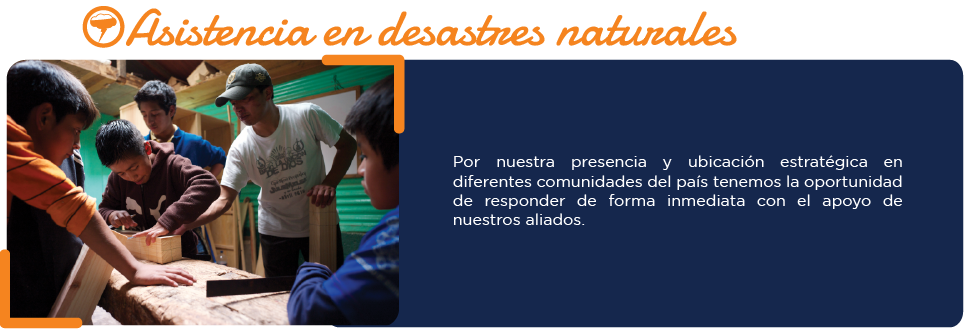 Asistencia en desastres naturales
Por nuestra presencia y ubicación estratégica en
diferentes comunidades del país tenemos la oportunidad
de responder de forma inmediata con el apoyo de
nuestros aliados.